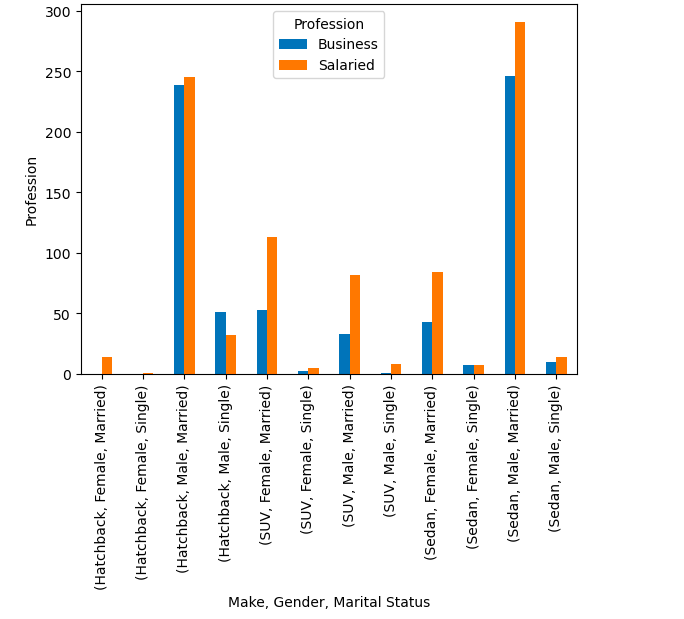 300
250
200
150
100
50
0
Profession
Profession
Business
Salaried
(Hatchback, Female, Married)
(Hatchback, Female, Single)
(Hatchback, Male, Married)
(Hatchback, Male, Single)
(SUV, Female, Married)
(SUV, Female, Single)
(SUV, Male, Married)
(SUV, Male, Single)
(Sedan, Female, Married)
(Sedan, Female, Single)
(Sedan, Male, Married)
(Sedan, Male, Single)
Make, Gender, Marital Status